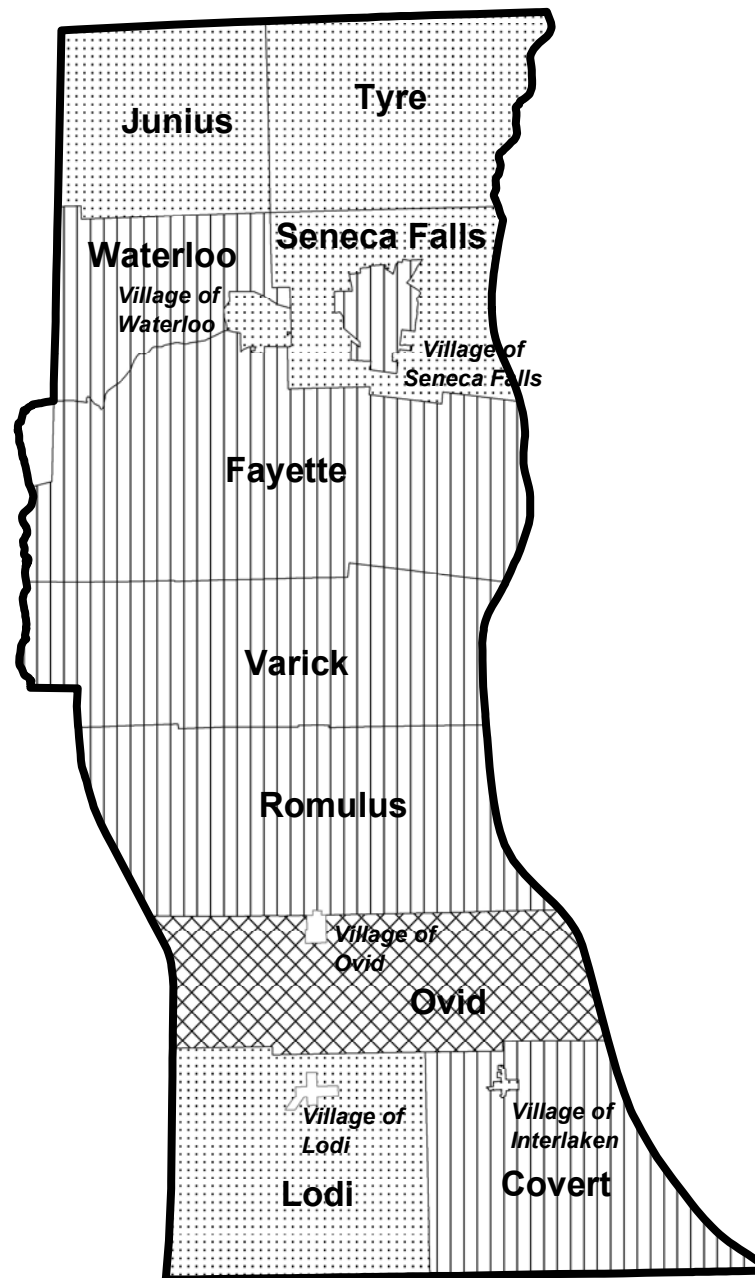 Tyre
Junius
Seneca Falls
Waterloo
Village of
Waterloo
Village of
Seneca Falls
Fayette
Varick
Romulus
Village of
Ovid
Ovid
Village of
Lodi
Village of
Interlaken
Covert
Lodi